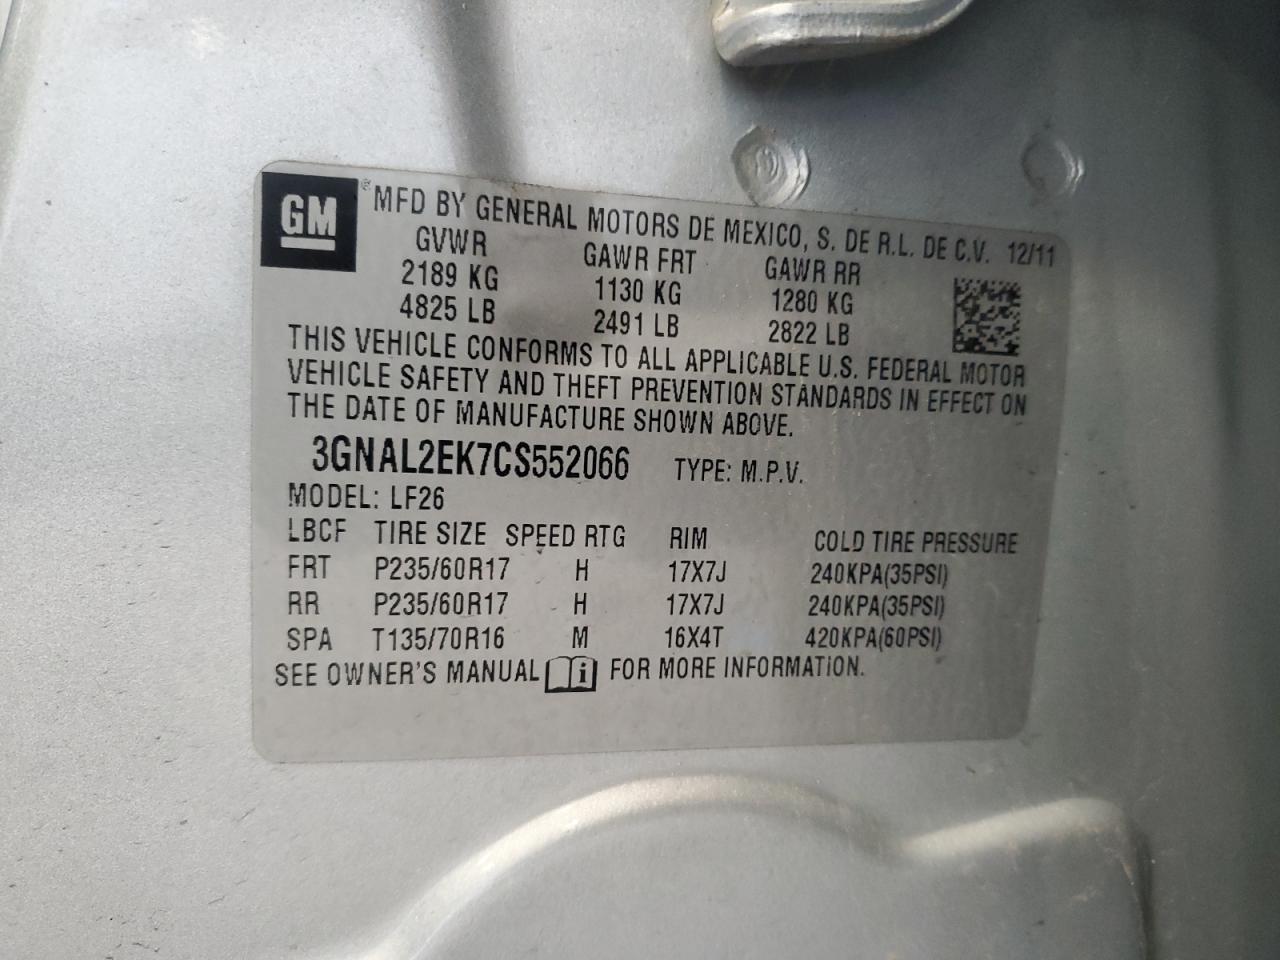 GM ® MFD BY GENERAL MOTORS DE MEXICO, S. DE R.L. DE C.V. 12/11
GVWR GAWR FRT GAWR RR
2189 KG 1130 KG 1280 KG
4825 LB 2491 LB 2822 LB
THIS VEHICLE CONFORMS TO ALL APPLICABLE U.S. FEDERAL MOTOR
VEHICLE SAFETY AND THEFT PREVENTION STANDARDS IN EFFECT ON
THE DATE OF MANUFACTURE SHOWN ABOVE.
3GNAL2EK7CS552066 TYPE: M.P.V.
MODEL: LF26
LBCF TIRE SIZE SPEED RTG RIM COLD TIRE PRESSURE
FRT P235/60R17 H 17X7J 240KPA(35PSI)
RR P235/60R17 H 17X7J 240KPA(35PSI)
SPA T135/70R16 M 16X4T 420KPA(60PSI)
SEE OWNER'S MANUAL i FOR MORE INFORMATION.